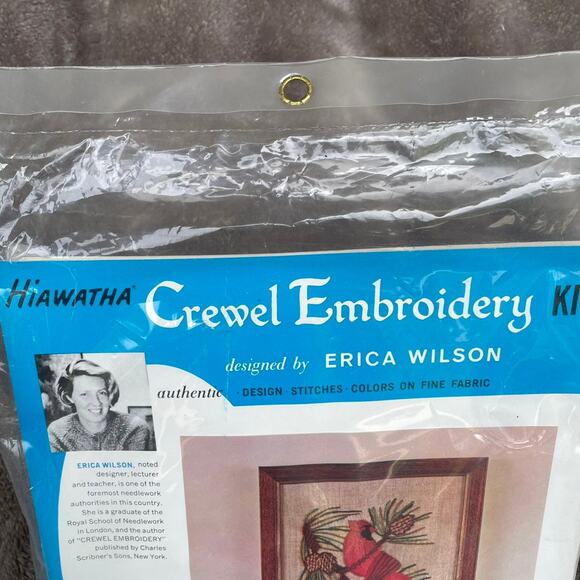 HIAWATHA® Crewel Embroidery KI
designed by ERICA WILSON
authentic · DESIGN · STITCHES · COLORS ON FINE FABRIC
ERICA WILSON, noted
designer, lecturer
and teacher, is one of the
foremost needlework
authorities in this country.
She is a graduate of the
Royal School of Needlework
in London, and the author
of "CREWEL EMBROIDERY"
published by Charles
Scribner's Sons, New York.